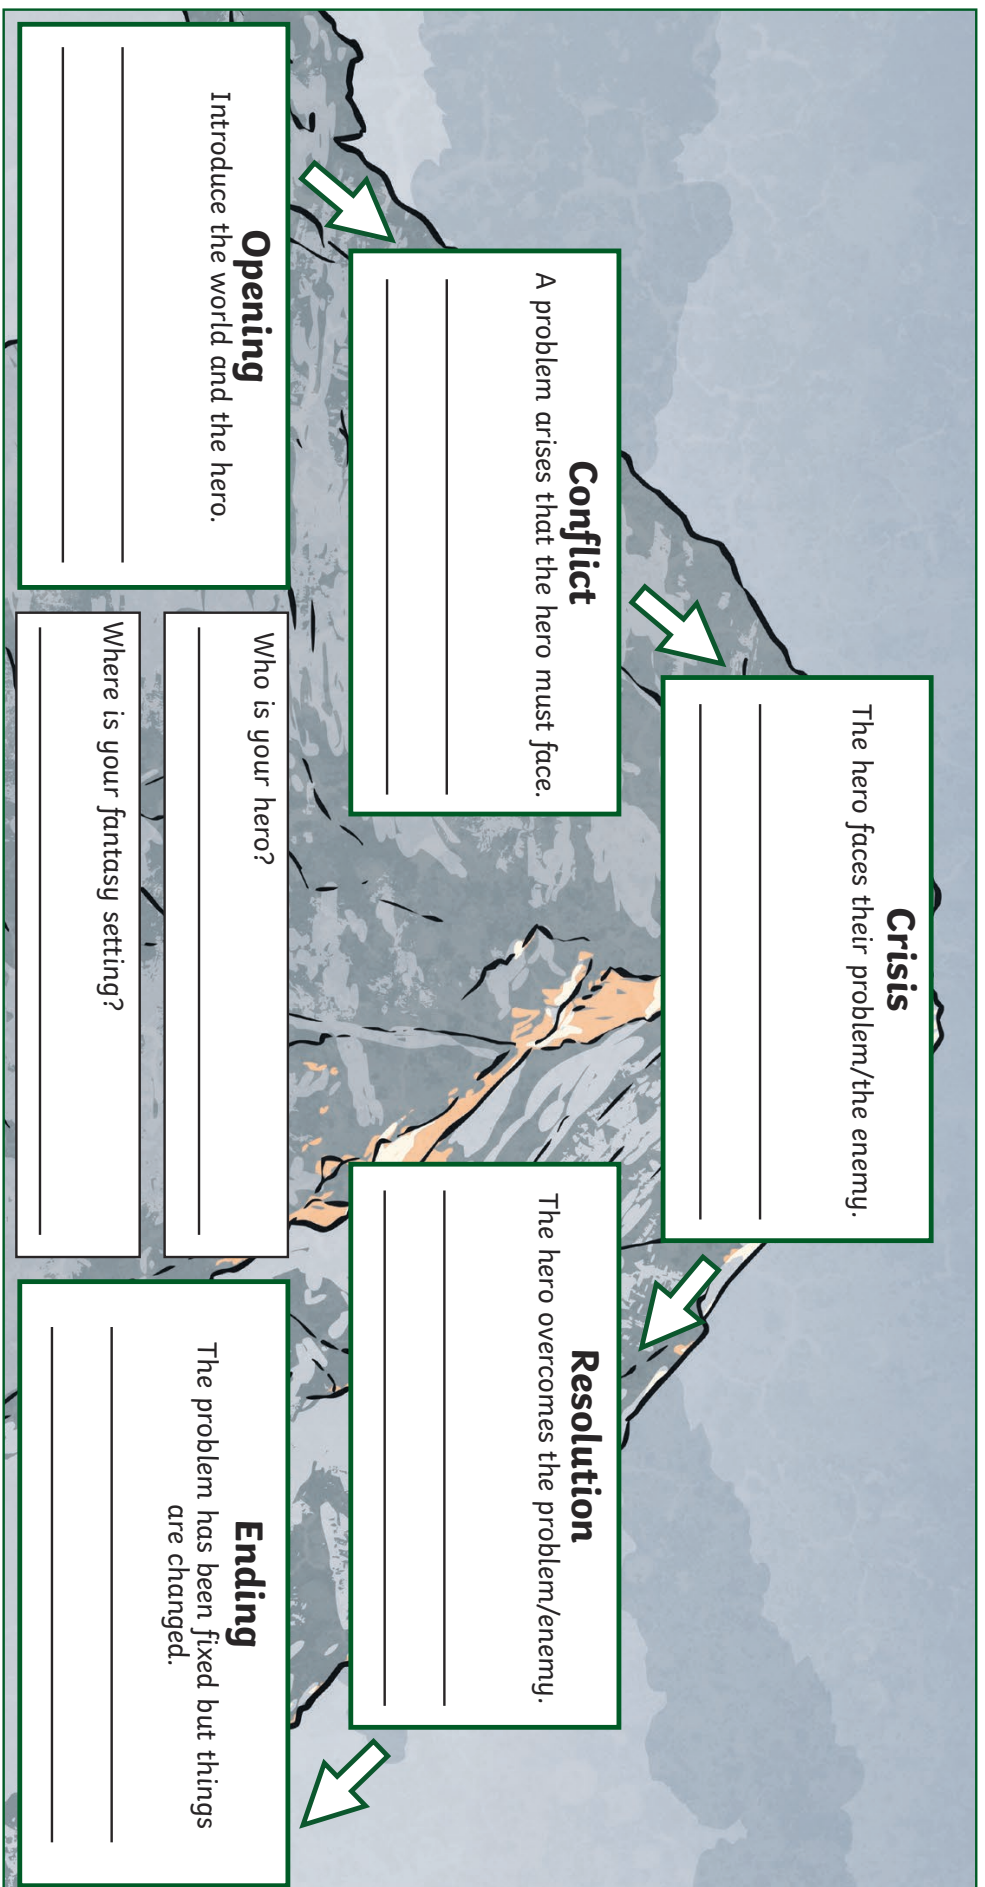 Opening
Introduce the world and the hero.
Conflict
A problem arises that the hero must face.
Crisis
The hero faces their problem/the enemy.
Resolution
The hero overcomes the problem/enemy.
Ending
The problem has been fixed but things
are changed.
Who is your hero?
Where is your fantasy setting?